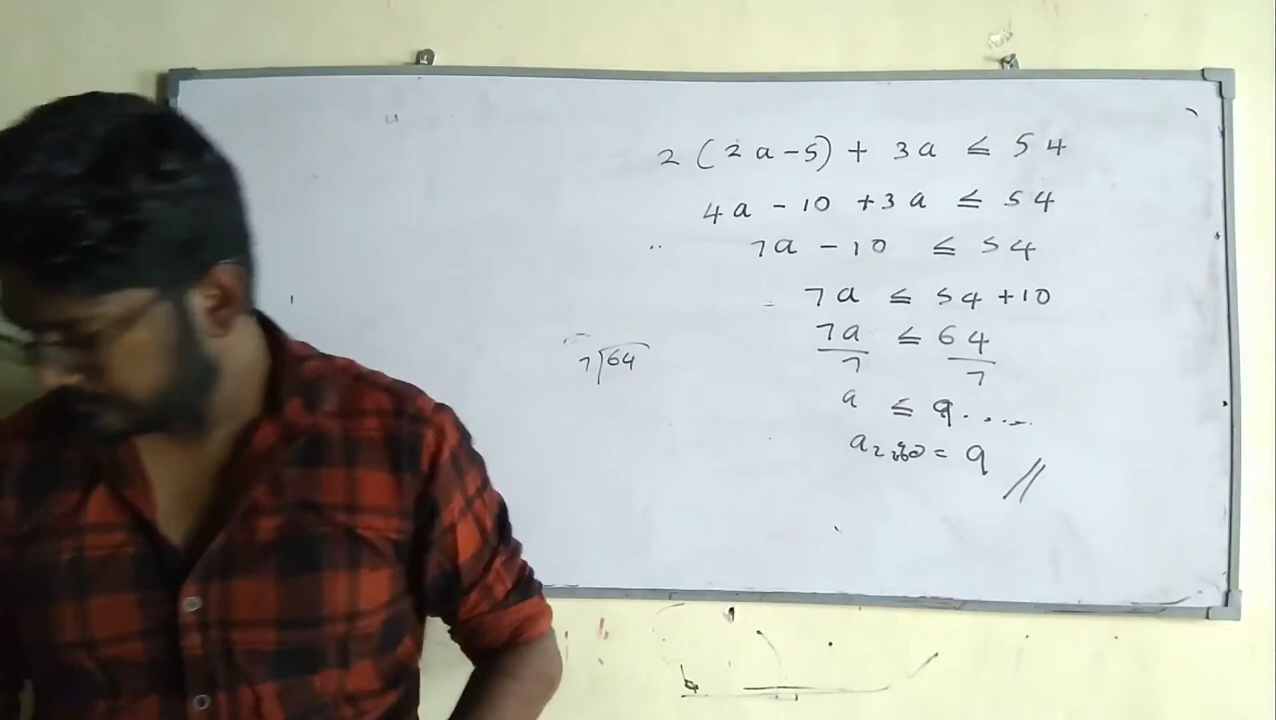 2 (2a-5) + 3a ≤ 54
4a - 10 + 3a ≤ 54
7a - 10 ≤ 54
7a ≤ 54 + 10
7a/7 ≤ 64/7
7)64
a ≤ 9.....
a = 9 //